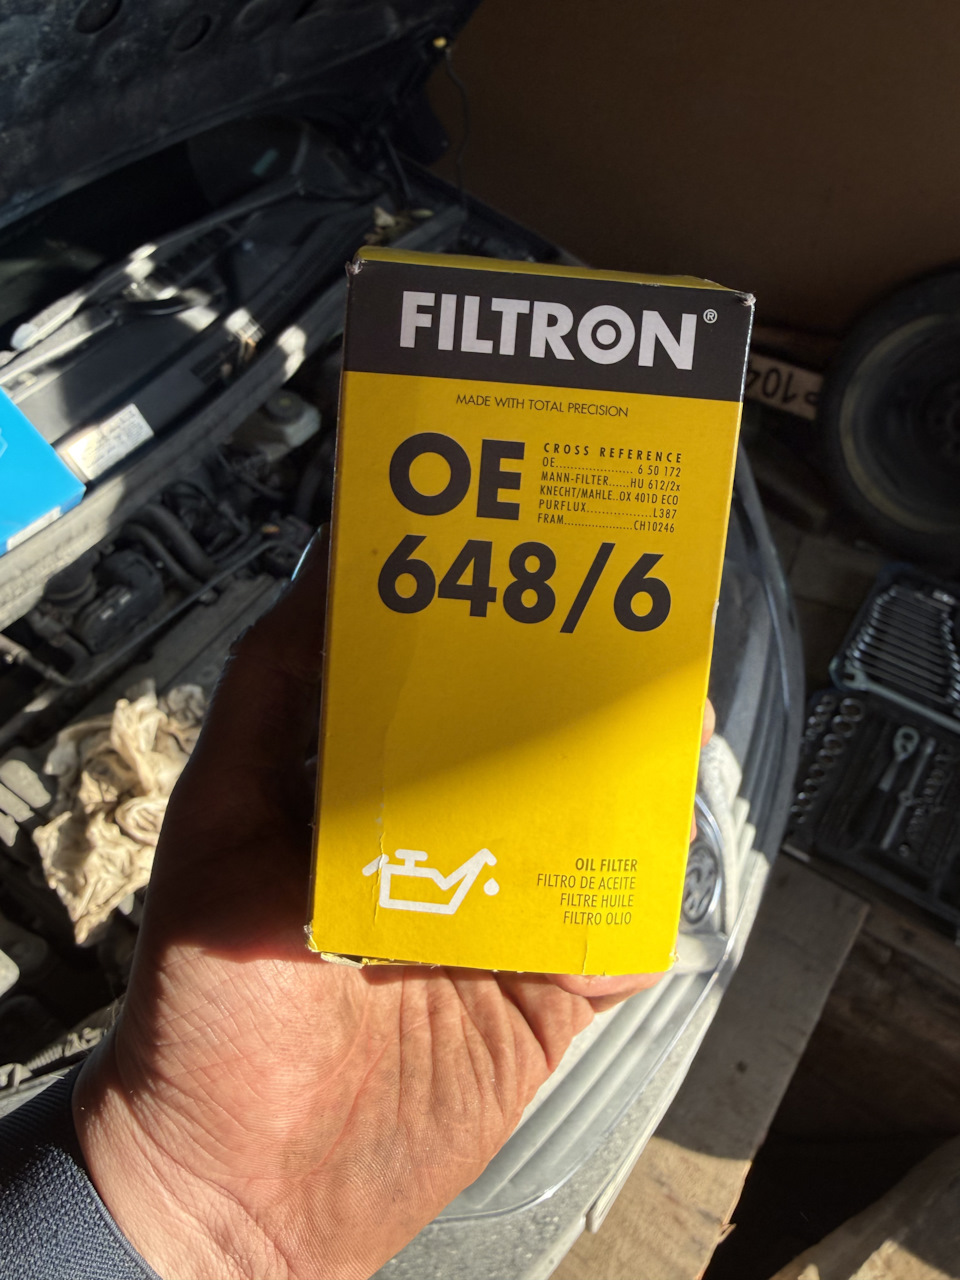 FILTRON®
MADE WITH TOTAL PRECISION
OE
CROSS REFERENCE
OE..................... 6 50 172
MANN-FILTER......HU 612/2x
KNECHT/MAHLE..OX 401D ECO
PURFLUX..................L387
FRAM.....................CH10246
648/6
OIL FILTER
FILTRO DE ACEITE
FILTRE HUILE
FILTRO OLIO
104